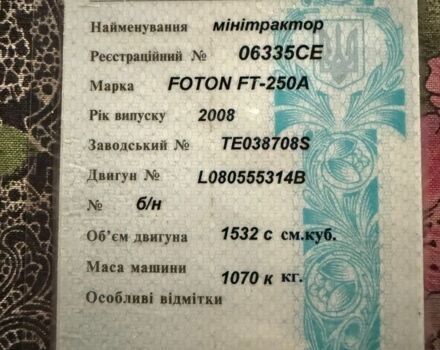 Найменування мінітрактор
Реєстраційний № 06335СЕ
Марка FOTON FT-250A
Рік випуску 2008
Заводський № TE038708S
Двигун № L080555314B
№ б/н
Об'єм двигуна 1532 с см.куб.
Маса машини 1070 к кг.
Особливі відмітки